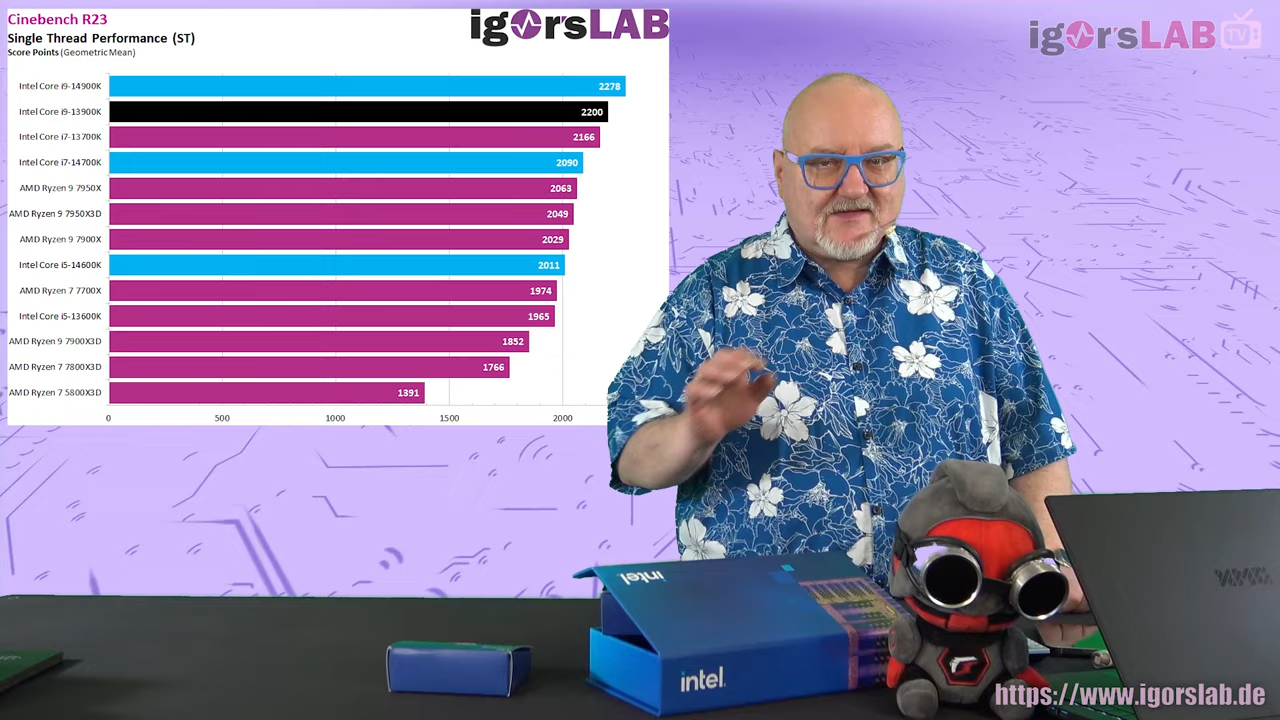 Cinebench R23
Single Thread Performance (ST)
Score Points (Geometric Mean)
igorsLAB
igorsLAB TV
Intel Core i9-14900K 2278
Intel Core i9-13900K 2200
Intel Core i7-13700K 2166
Intel Core i7-14700K 2090
AMD Ryzen 9 7950X 2063
AMD Ryzen 9 7950X3D 2049
AMD Ryzen 9 7900X 2029
Intel Core i5-14600K 2011
AMD Ryzen 7 7700X 1974
Intel Core i5-13600K 1965
AMD Ryzen 9 7900X3D 1852
AMD Ryzen 7 7800X3D 1766
AMD Ryzen 7 5800X3D 1391
0 500 1000 1500 2000
intel
intel.
https://www.igorslab.de